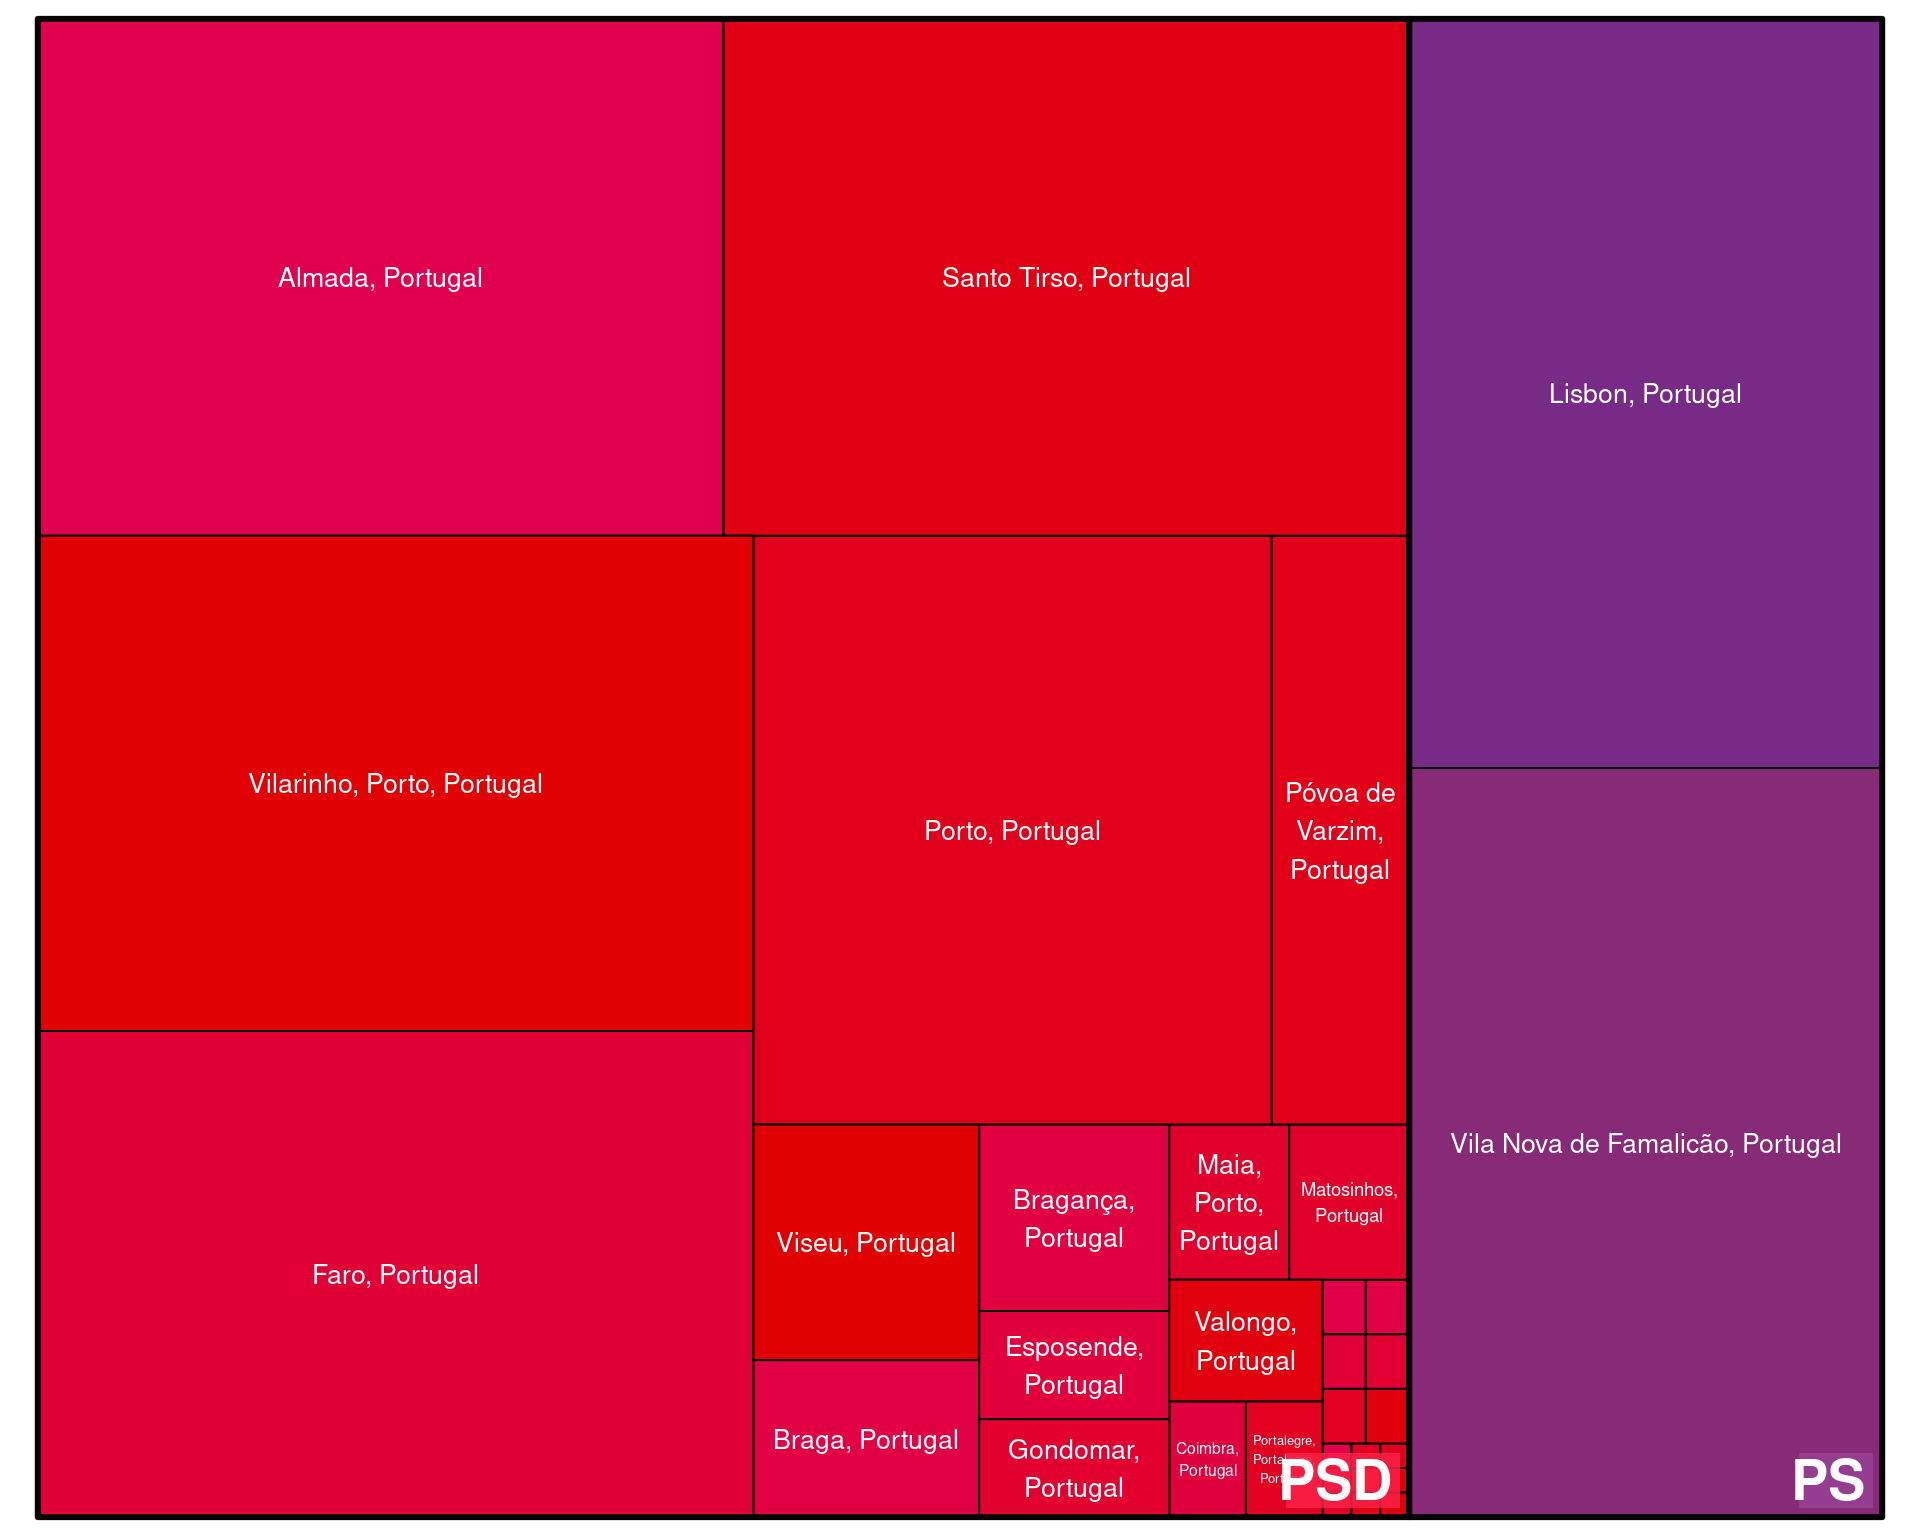 Almada, Portugal
Santo Tirso, Portugal
Lisbon, Portugal
Vilarinho, Porto, Portugal
Porto, Portugal
Póvoa de
Varzim,
Portugal
Vila Nova de Famalicão, Portugal
Faro, Portugal
Viseu, Portugal
Bragança,
Portugal
Maia,
Porto,
Portugal
Matosinhos,
Portugal
Esposende,
Portugal
Valongo,
Portugal
Braga, Portugal
Gondomar,
Portugal
Coimbra,
Portugal
Portalegre,
PSD
PS